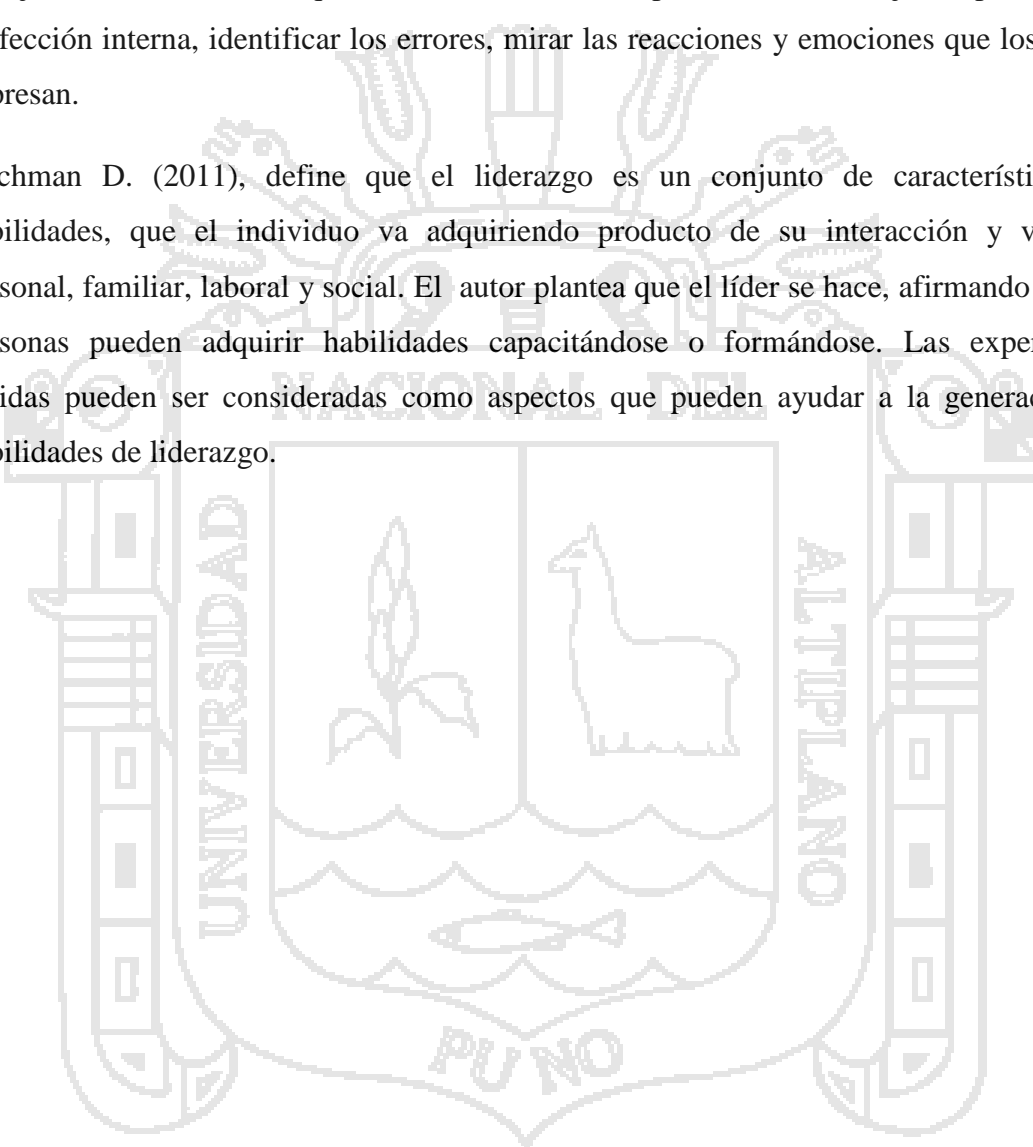 fección interna, identificar los errores, mirar las reacciones y emociones que los
presan.
chman D. (2011), define que el liderazgo es un conjunto de característi
bilidades, que el individuo va adquiriendo producto de su interacción y v
sonal, familiar, laboral y social. El autor plantea que el líder se hace, afirmando
sonas pueden adquirir habilidades capacitándose o formándose. Las exper
idas pueden ser consideradas como aspectos que pueden ayudar a la generac
bilidades de liderazgo.
NACIONAL DEL
UNIVERSIDAD
ALTIPLANO
PUNO